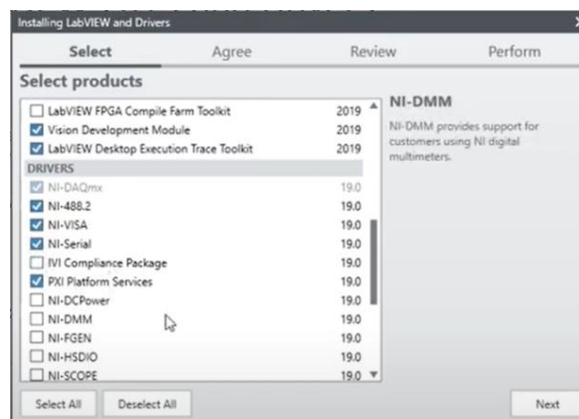 Installing LabVIEW and Drivers
Select Agree Review Perform
Select products
LabVIEW FPGA Compile Farm Toolkit 2019
Vision Development Module 2019
LabVIEW Desktop Execution Trace Toolkit 2019
DRIVERS
NI-DAQmx 19.0
NI-488.2 19.0
NI-VISA 19.0
NI-Serial 19.0
IVI Compliance Package 19.0
PXI Platform Services 19.0
NI-DCPower 19.0
NI-DMM 19.0
NI-FGEN 19.0
NI-HSDIO 19.0
NI-SCOPE 19.0
NI-DMM
NI-DMM provides support for
customers using NI digital
multimeters.
Select All Deselect All Next